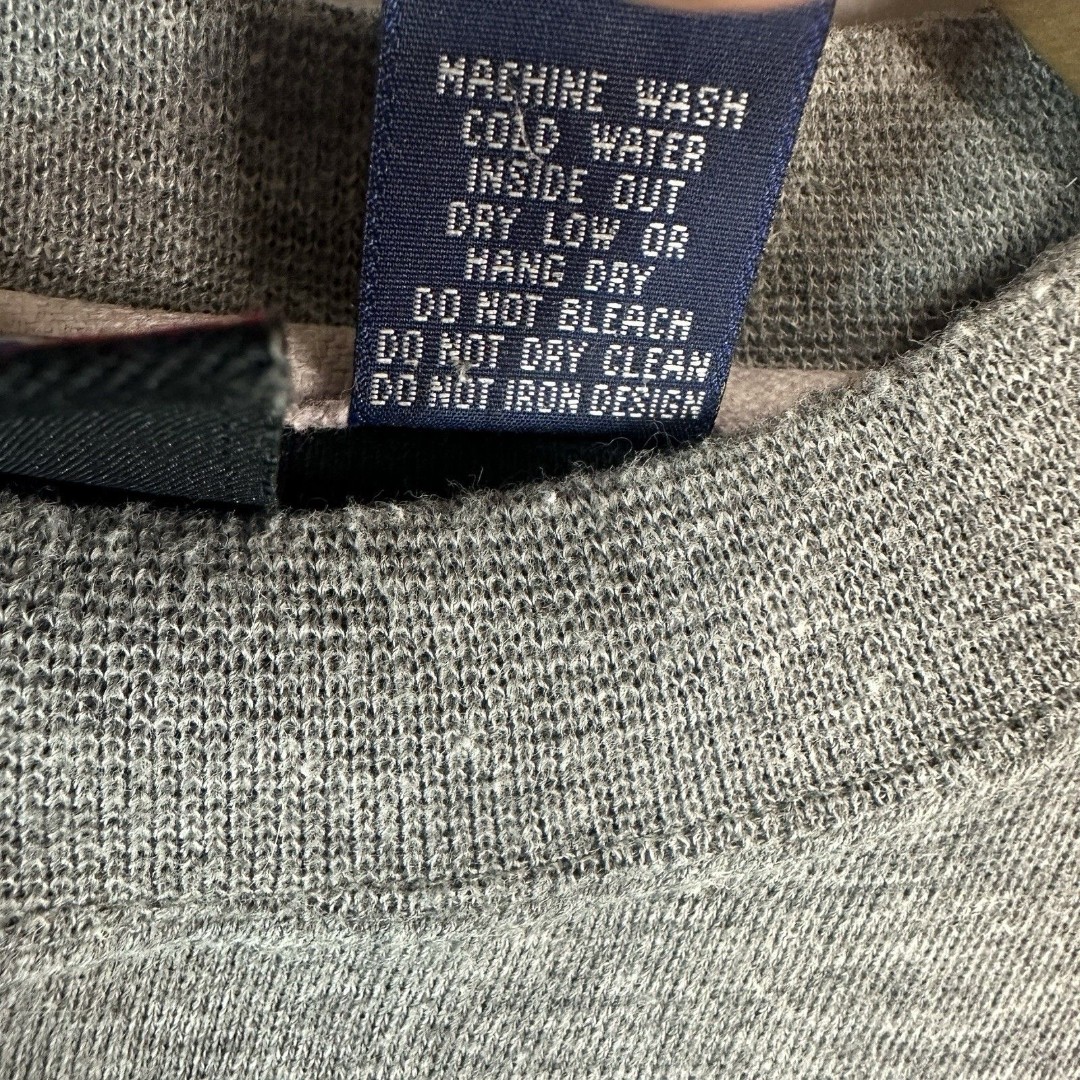 MACHINE WASH
COLD WATER
INSIDE OUT
DRY LOW OR
HANG DRY
DO NOT BLEACH
DO NOT DRY CLEAN
DO NOT IRON DESIGN